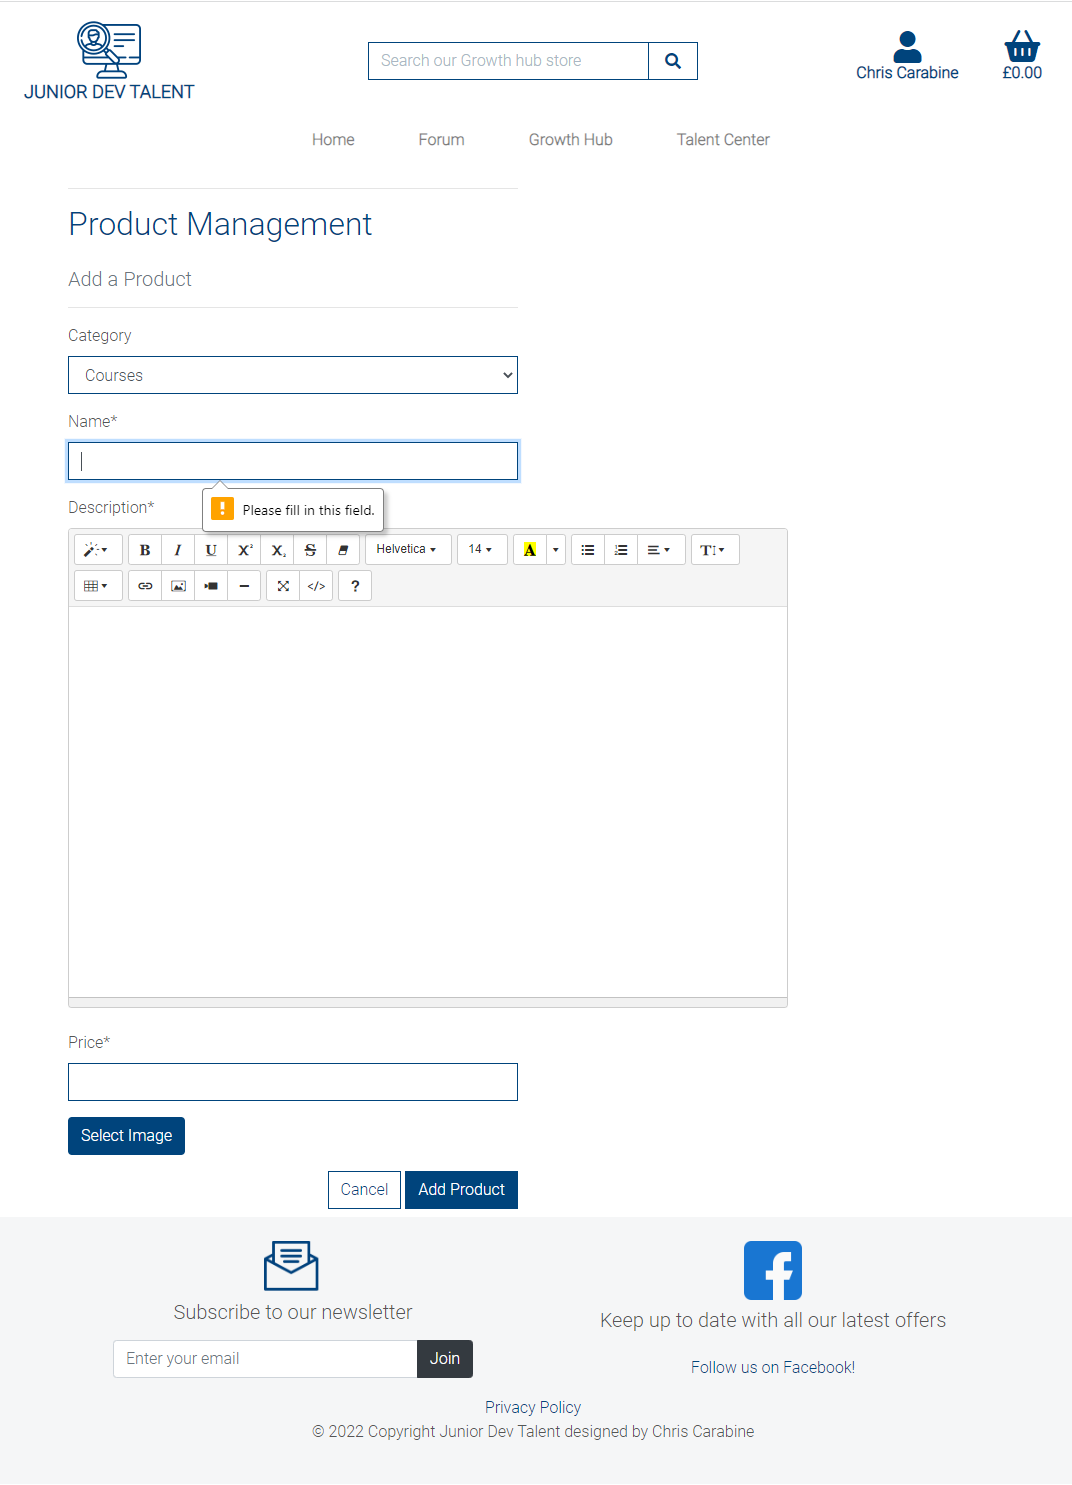 JUNIOR DEV TALENT
Search our Growth hub store
Chris Carabine
£0.00
Home Forum Growth Hub Talent Center
Product Management
Add a Product
Category
Courses
Name*
Please fill in this field.
Description*
B I U X² X₂ S Helvetica 14 A T
</> ?
Price*
Select Image
Cancel Add Product
Subscribe to our newsletter
Enter your email Join
Keep up to date with all our latest offers
Follow us on Facebook!
Privacy Policy
© 2022 Copyright Junior Dev Talent designed by Chris Carabine